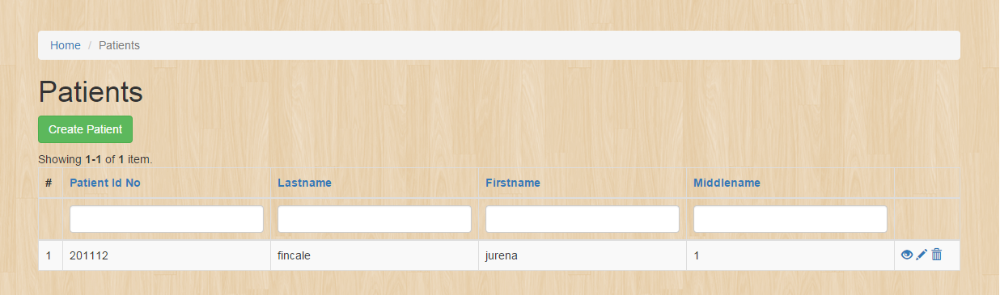 Home / Patients
Patients
Create Patient
Showing 1-1 of 1 item.
# Patient Id No Lastname Firstname Middlename
1 201112 fincale jurena 1